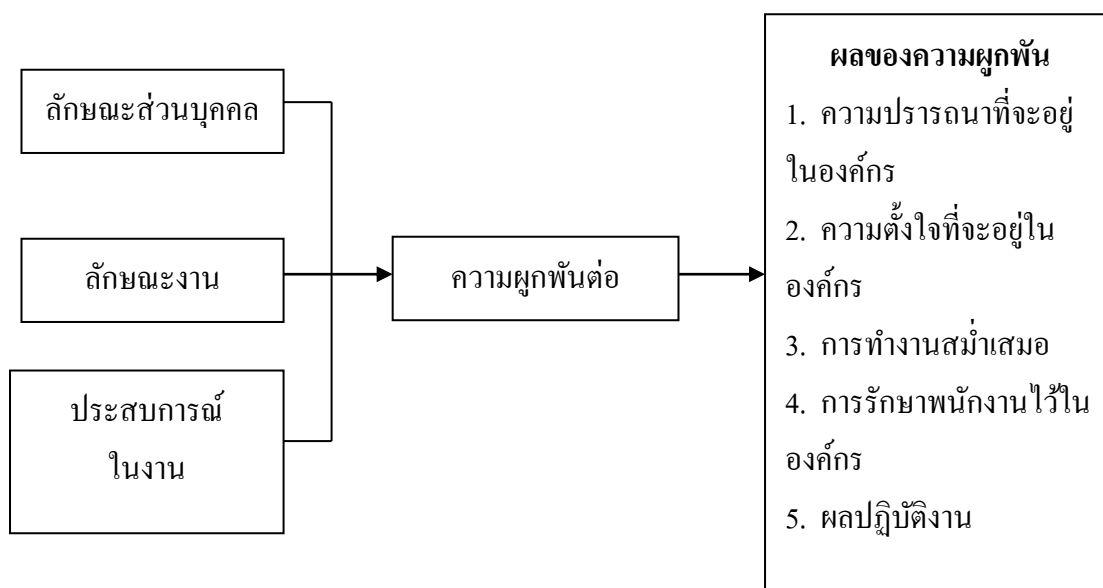 ลักษณะส่วนบุคคล
ลักษณะงาน
ประสบการณ์
ในงาน
ความผูกพันต่อ
ผลของความผูกพัน
1. ความปรารถนาที่จะอยู่
ในองค์กร
2. ความตั้งใจที่จะอยู่ใน
องค์กร
3. การทำงานสม่ำเสมอ
4. การรักษาพนักงานไว้ใน
องค์กร
5. ผลปฏิบัติงาน